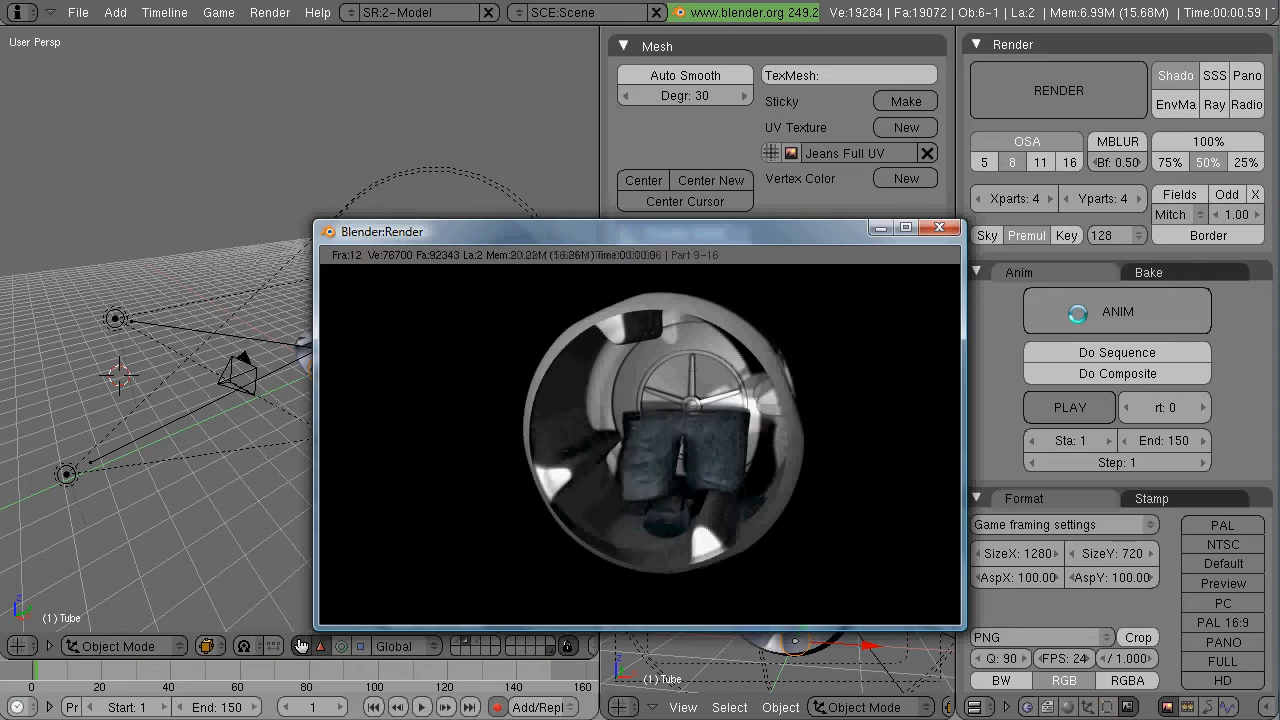 File Add Timeline Game Render Help SR:2-Model SCE:Scene www.blender.org 249.2 Ve:19284 | Fa:19072 | Ob:6-1 | La:2 | Mem:6.99M (15.68M) | Time:00:00.59 |
User Persp
Mesh
Auto Smooth
Degr: 30
TexMesh:
Sticky Make
UV Texture New
Jeans Full UV
Vertex Color New
Center Center New
Center Cursor
Render
RENDER
Shado SSS Pano
EnvMa Ray Radio
OSA
5 8 11 16
MBLUR
Bf: 0.50
100%
75% 50% 25%
Xparts: 4 Yparts: 4
Fields Odd X
Mitch 1.00
Border
Sky Premul Key 128
Blender:Render
Fra:12 Ve:76700 Fa:92343 La:2 | Part 9-16
Anim Bake
ANIM
Do Sequence
Do Composite
PLAY rt: 0
Sta: 1 End: 150
Step: 1
Format Stamp
Game framing settings
SizeX: 1280 SizeY: 720
AspX: 100.00 AspY: 100.00
PNG Crop
Q: 90 FPS: 24 / 1.000
BW RGB RGBA
PAL
NTSC
Default
Preview
PC
PAL 16:9
PANO
FULL
HD
(1) Tube
Object Mode Global
0 20 40 60 80 100 120 140 160
Pr Start: 1 End: 150 1 Add/Repl
(1) Tube
View Select Object Object Mode